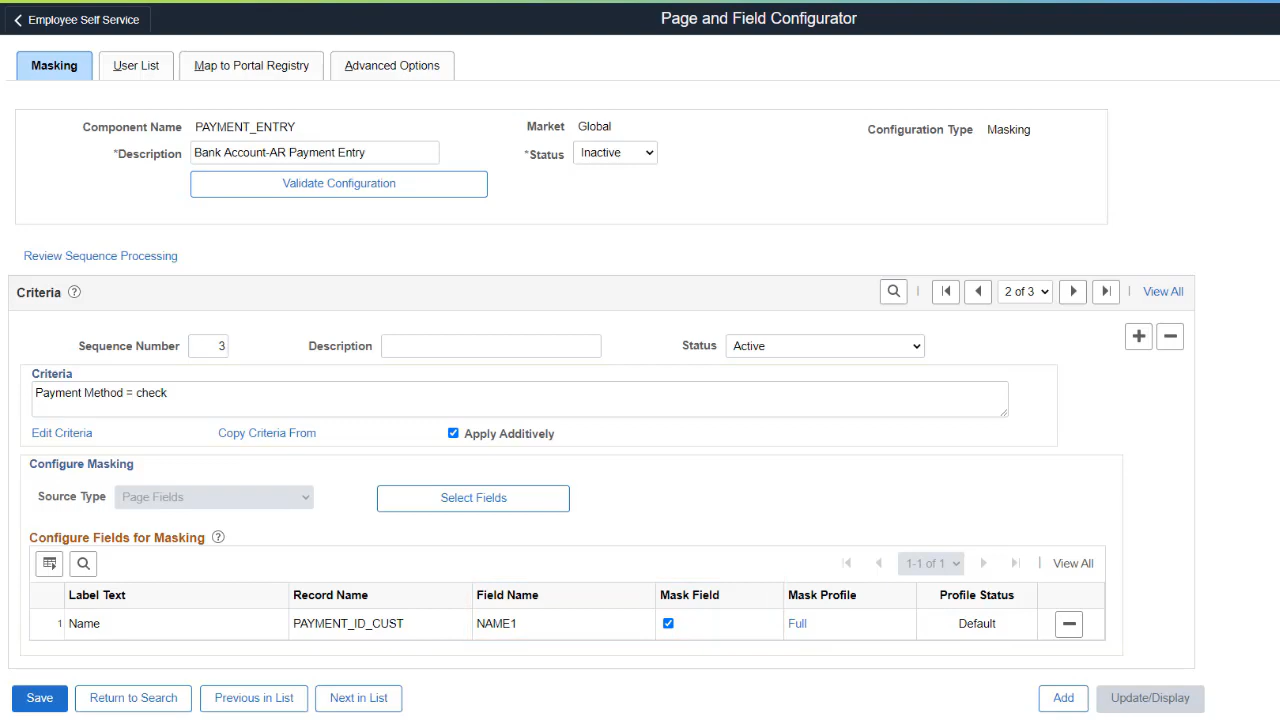 Employee Self Service
Page and Field Configurator
Masking
User List
Map to Portal Registry
Advanced Options
Component Name PAYMENT_ENTRY
Market Global
Configuration Type Masking
*Description Bank Account-AR Payment Entry
*Status Inactive
Validate Configuration
Review Sequence Processing
Criteria ?
2 of 3
View All
Sequence Number 3
Description
Status Active
Criteria
Payment Method = check
Edit Criteria
Copy Criteria From
Apply Additively
Configure Masking
Source Type Page Fields
Select Fields
Configure Fields for Masking ?
1-1 of 1
View All
Label Text Record Name Field Name Mask Field Mask Profile Profile Status
1 Name PAYMENT_ID_CUST NAME1 Full Default
Save
Return to Search
Previous in List
Next in List
Add
Update/Display